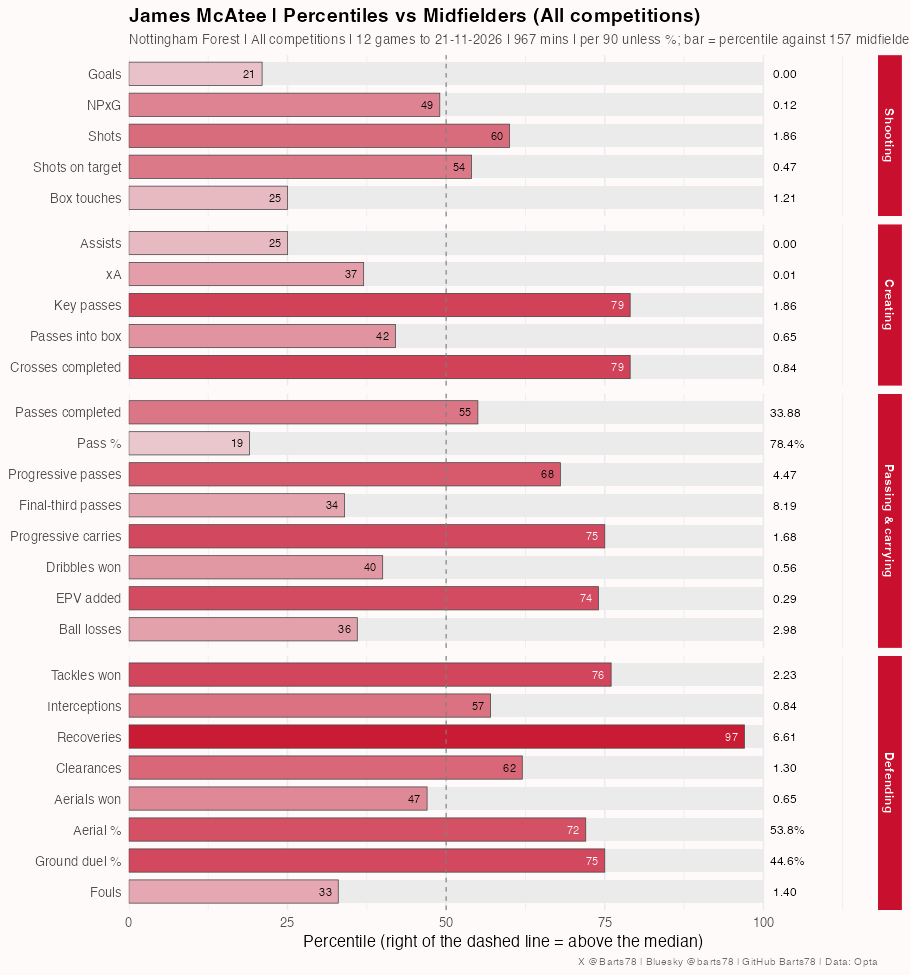 James McAtee | Percentiles vs Midfielders (All competitions)
Nottingham Forest | All competitions | 12 games to 21-11-2026 | 967 mins | per 90 unless %; bar = percentile against 157 midfielde
Goals 21 0.00
NPxG 49 0.12
Shots 60 1.86
Shots on target 54 0.47
Box touches 25 1.21
Shooting
Assists 25 0.00
xA 37 0.01
Key passes 79 1.86
Passes into box 42 0.65
Crosses completed 79 0.84
Creating
Passes completed 55 33.88
Pass % 19 78.4%
Progressive passes 68 4.47
Final-third passes 34 8.19
Progressive carries 75 1.68
Dribbles won 40 0.56
EPV added 74 0.29
Ball losses 36 2.98
Passing & carrying
Tackles won 76 2.23
Interceptions 57 0.84
Recoveries 97 6.61
Clearances 62 1.30
Aerials won 47 0.65
Aerial % 72 53.8%
Ground duel % 75 44.6%
Fouls 33 1.40
Defending
0 25 50 75 100
Percentile (right of the dashed line = above the median)
X @Barts78 | Bluesky @barts78 | GitHub Barts78 | Data: Opta